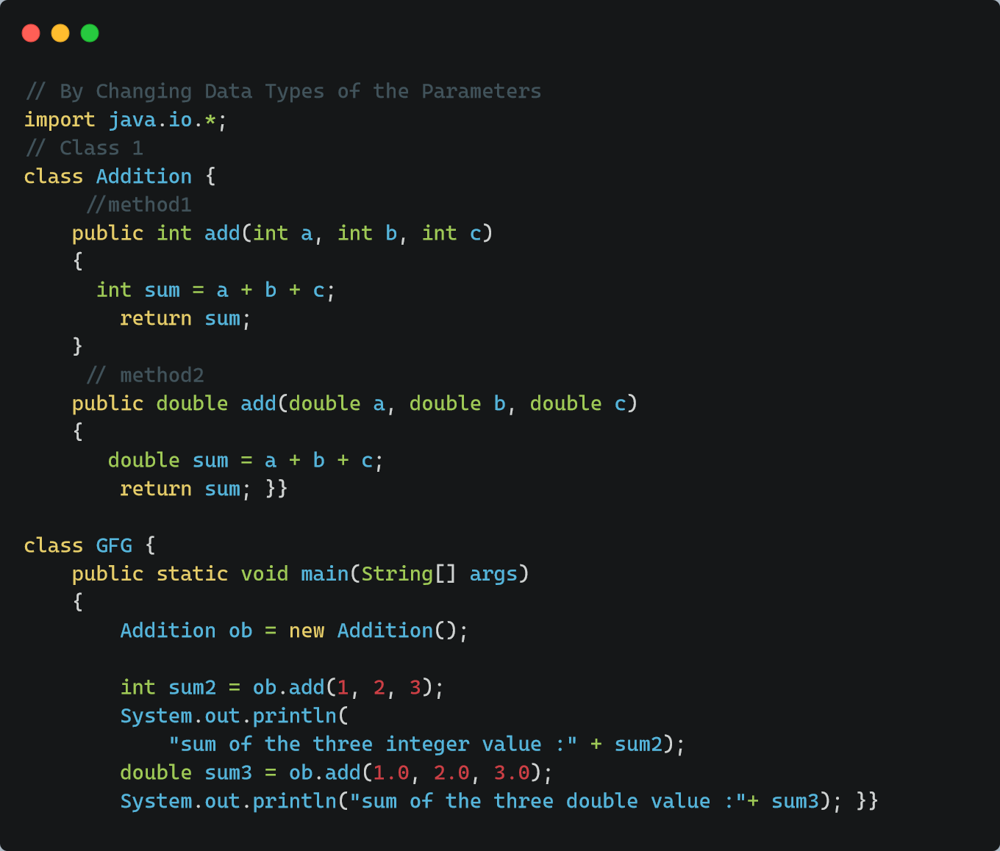 // By Changing Data Types of the Parameters
import java.io.*;
// Class 1
class Addition {
     //method1
    public int add(int a, int b, int c)
    {
      int sum = a + b + c;
        return sum;
    }
     // method2
    public double add(double a, double b, double c)
    {
       double sum = a + b + c;
        return sum; }}

class GFG {
    public static void main(String[] args)
    {
        Addition ob = new Addition();

        int sum2 = ob.add(1, 2, 3);
        System.out.println(
            "sum of the three integer value :" + sum2);
        double sum3 = ob.add(1.0, 2.0, 3.0);
        System.out.println("sum of the three double value :"+ sum3); }}